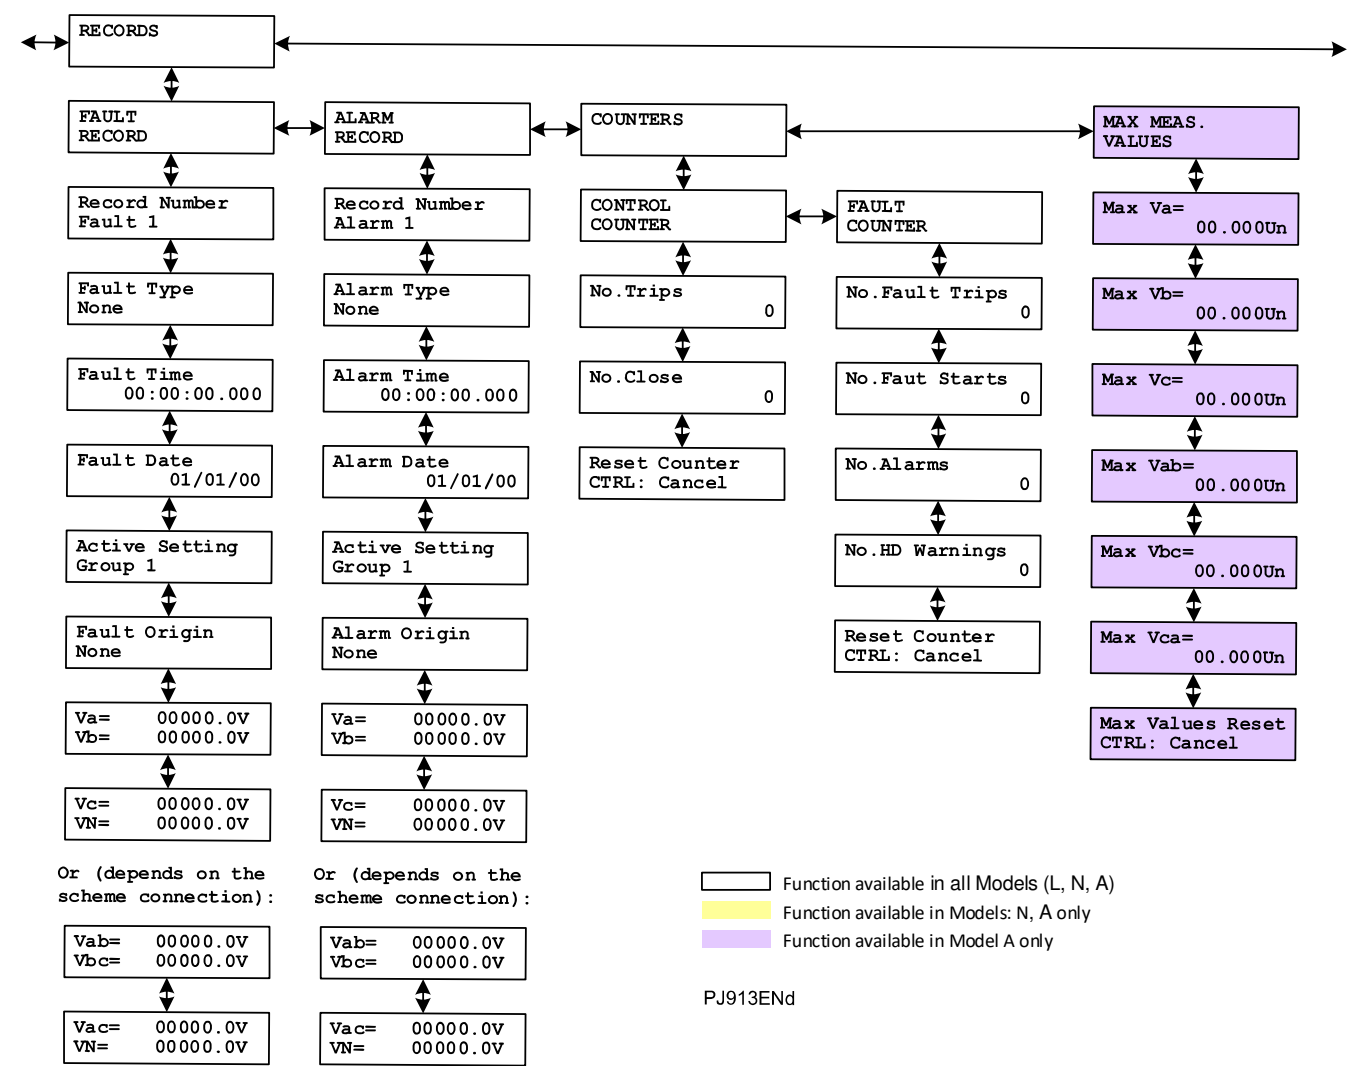 RECORDS
FAULT
RECORD
Record Number
Fault 1
Fault Type
None
Fault Time
00:00:00.000
Fault Date
01/01/00
Active Setting
Group 1
Fault Origin
None
Va= 00000.0V
Vb= 00000.0V
Vc= 00000.0V
VN= 00000.0V
Or (depends on the
scheme connection):
Vab= 00000.0V
Vbc= 00000.0V
Vac= 00000.0V
VN= 00000.0V
ALARM
RECORD
Record Number
Alarm 1
Alarm Type
None
Alarm Time
00:00:00.000
Alarm Date
01/01/00
Active Setting
Group 1
Alarm Origin
None
Va= 00000.0V
Vb= 00000.0V
Vc= 00000.0V
VN= 00000.0V
Or (depends on the
scheme connection):
Vab= 00000.0V
Vbc= 00000.0V
Vac= 00000.0V
VN= 00000.0V
COUNTERS
CONTROL
COUNTER
No.Trips
0
No.Close
0
Reset Counter
CTRL: Cancel
FAULT
COUNTER
No.Fault Trips
0
No.Faut Starts
0
No.Alarms
0
No.HD Warnings
0
Reset Counter
CTRL: Cancel
MAX MEAS.
VALUES
Max Va=
00.000Un
Max Vb=
00.000Un
Max Vc=
00.000Un
Max Vab=
00.000Un
Max Vbc=
00.000Un
Max Vca=
00.000Un
Max Values Reset
CTRL: Cancel
Function available in all Models (L, N, A)
Function available in Models: N, A only
Function available in Model A only
PJ913ENd